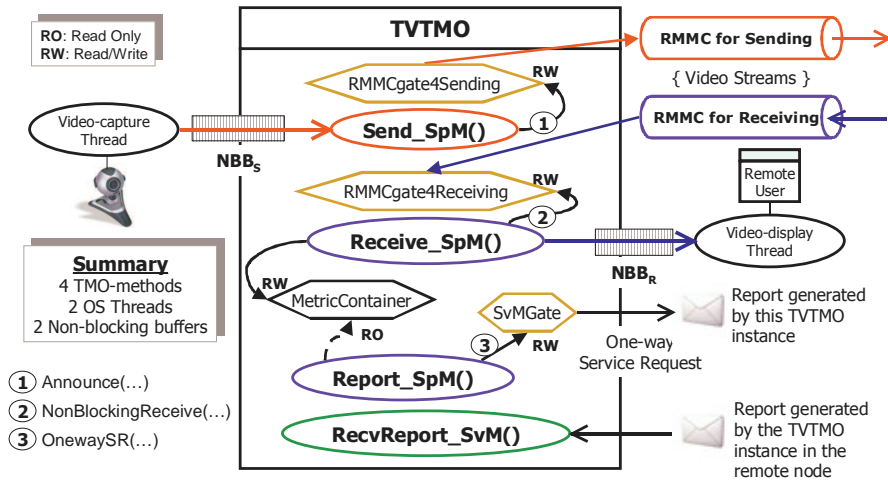 RO: Read Only
RW: Read/Write
TVTMO
RMMC for Sending
RMMCgate4Sending
RW
{ Video Streams }
Video-capture
Thread
NBBS
Send_SpM()
1
RMMC for Receiving
RMMCgate4Receiving
RW
2
Remote
User
Receive_SpM()
NBBR
Video-display
Thread
Summary
4 TMO-methods
2 OS Threads
2 Non-blocking buffers
RW
MetricContainer
RO
SvMGate
3
RW
One-way
Service Request
Report generated
by this TVTMO
instance
Report_SpM()
1 Announce(…)
2 NonBlockingReceive(…)
3 OnewaySR(…)
RecvReport_SvM()
Report generated
by the TVTMO
instance in the
remote node